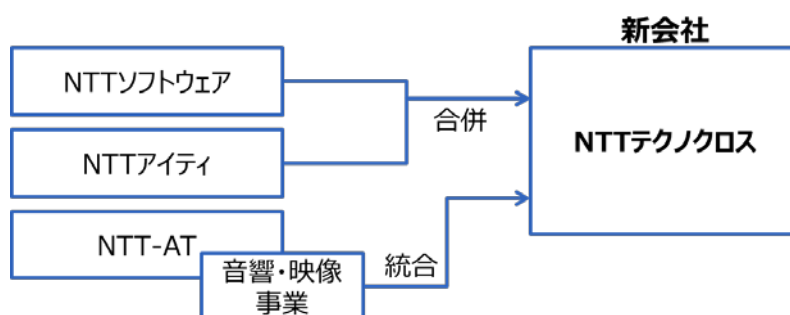 新会社
NTTソフトウェア
合併
NTTテクノクロス
NTTアイティ
NTT-AT
音響・映像
事業
統合